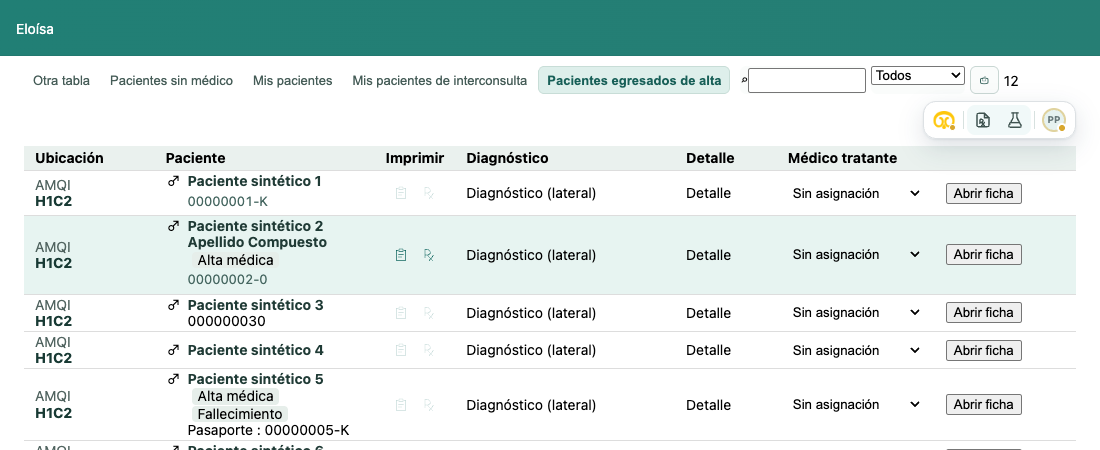 Eloísa
Otra tabla Pacientes sin médico Mis pacientes Mis pacientes de interconsulta Pacientes egresados de alta Todos 12
PP
Ubicación Paciente Imprimir Diagnóstico Detalle Médico tratante
AMQI
H1C2
Paciente sintético 1
00000001-K
Diagnóstico (lateral) Detalle Sin asignación Abrir ficha
AMQI
H1C2
Paciente sintético 2
Apellido Compuesto
Alta médica
00000002-0
Diagnóstico (lateral) Detalle Sin asignación Abrir ficha
AMQI
H1C2
Paciente sintético 3
000000030
Diagnóstico (lateral) Detalle Sin asignación Abrir ficha
AMQI
H1C2
Paciente sintético 4
Diagnóstico (lateral) Detalle Sin asignación Abrir ficha
AMQI
H1C2
Paciente sintético 5
Alta médica
Fallecimiento
Pasaporte : 00000005-K
Diagnóstico (lateral) Detalle Sin asignación Abrir ficha